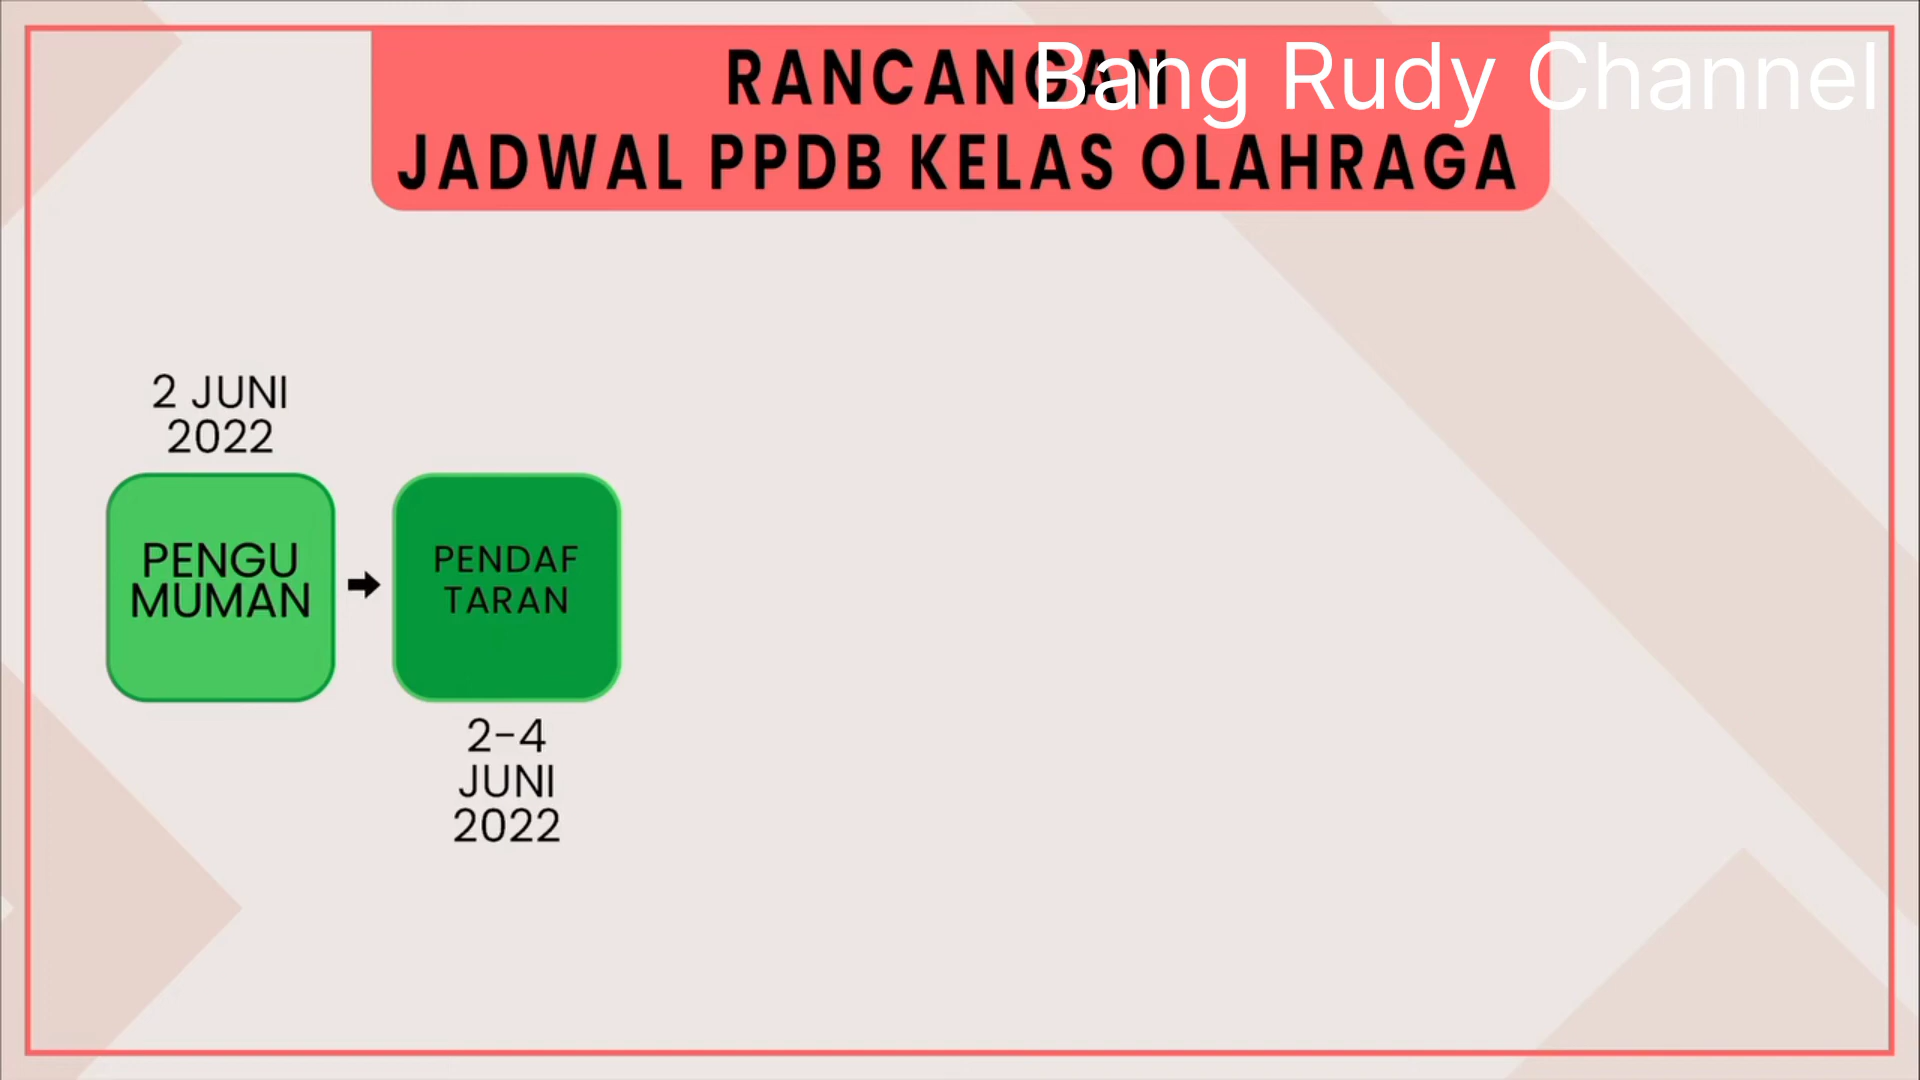 RANCANGAN
Bang Rudy Channel
JADWAL PPDB KELAS OLAHRAGA
2 JUNI
2022
PENGU
MUMAN
PENDAF
TARAN
2-4
JUNI
2022